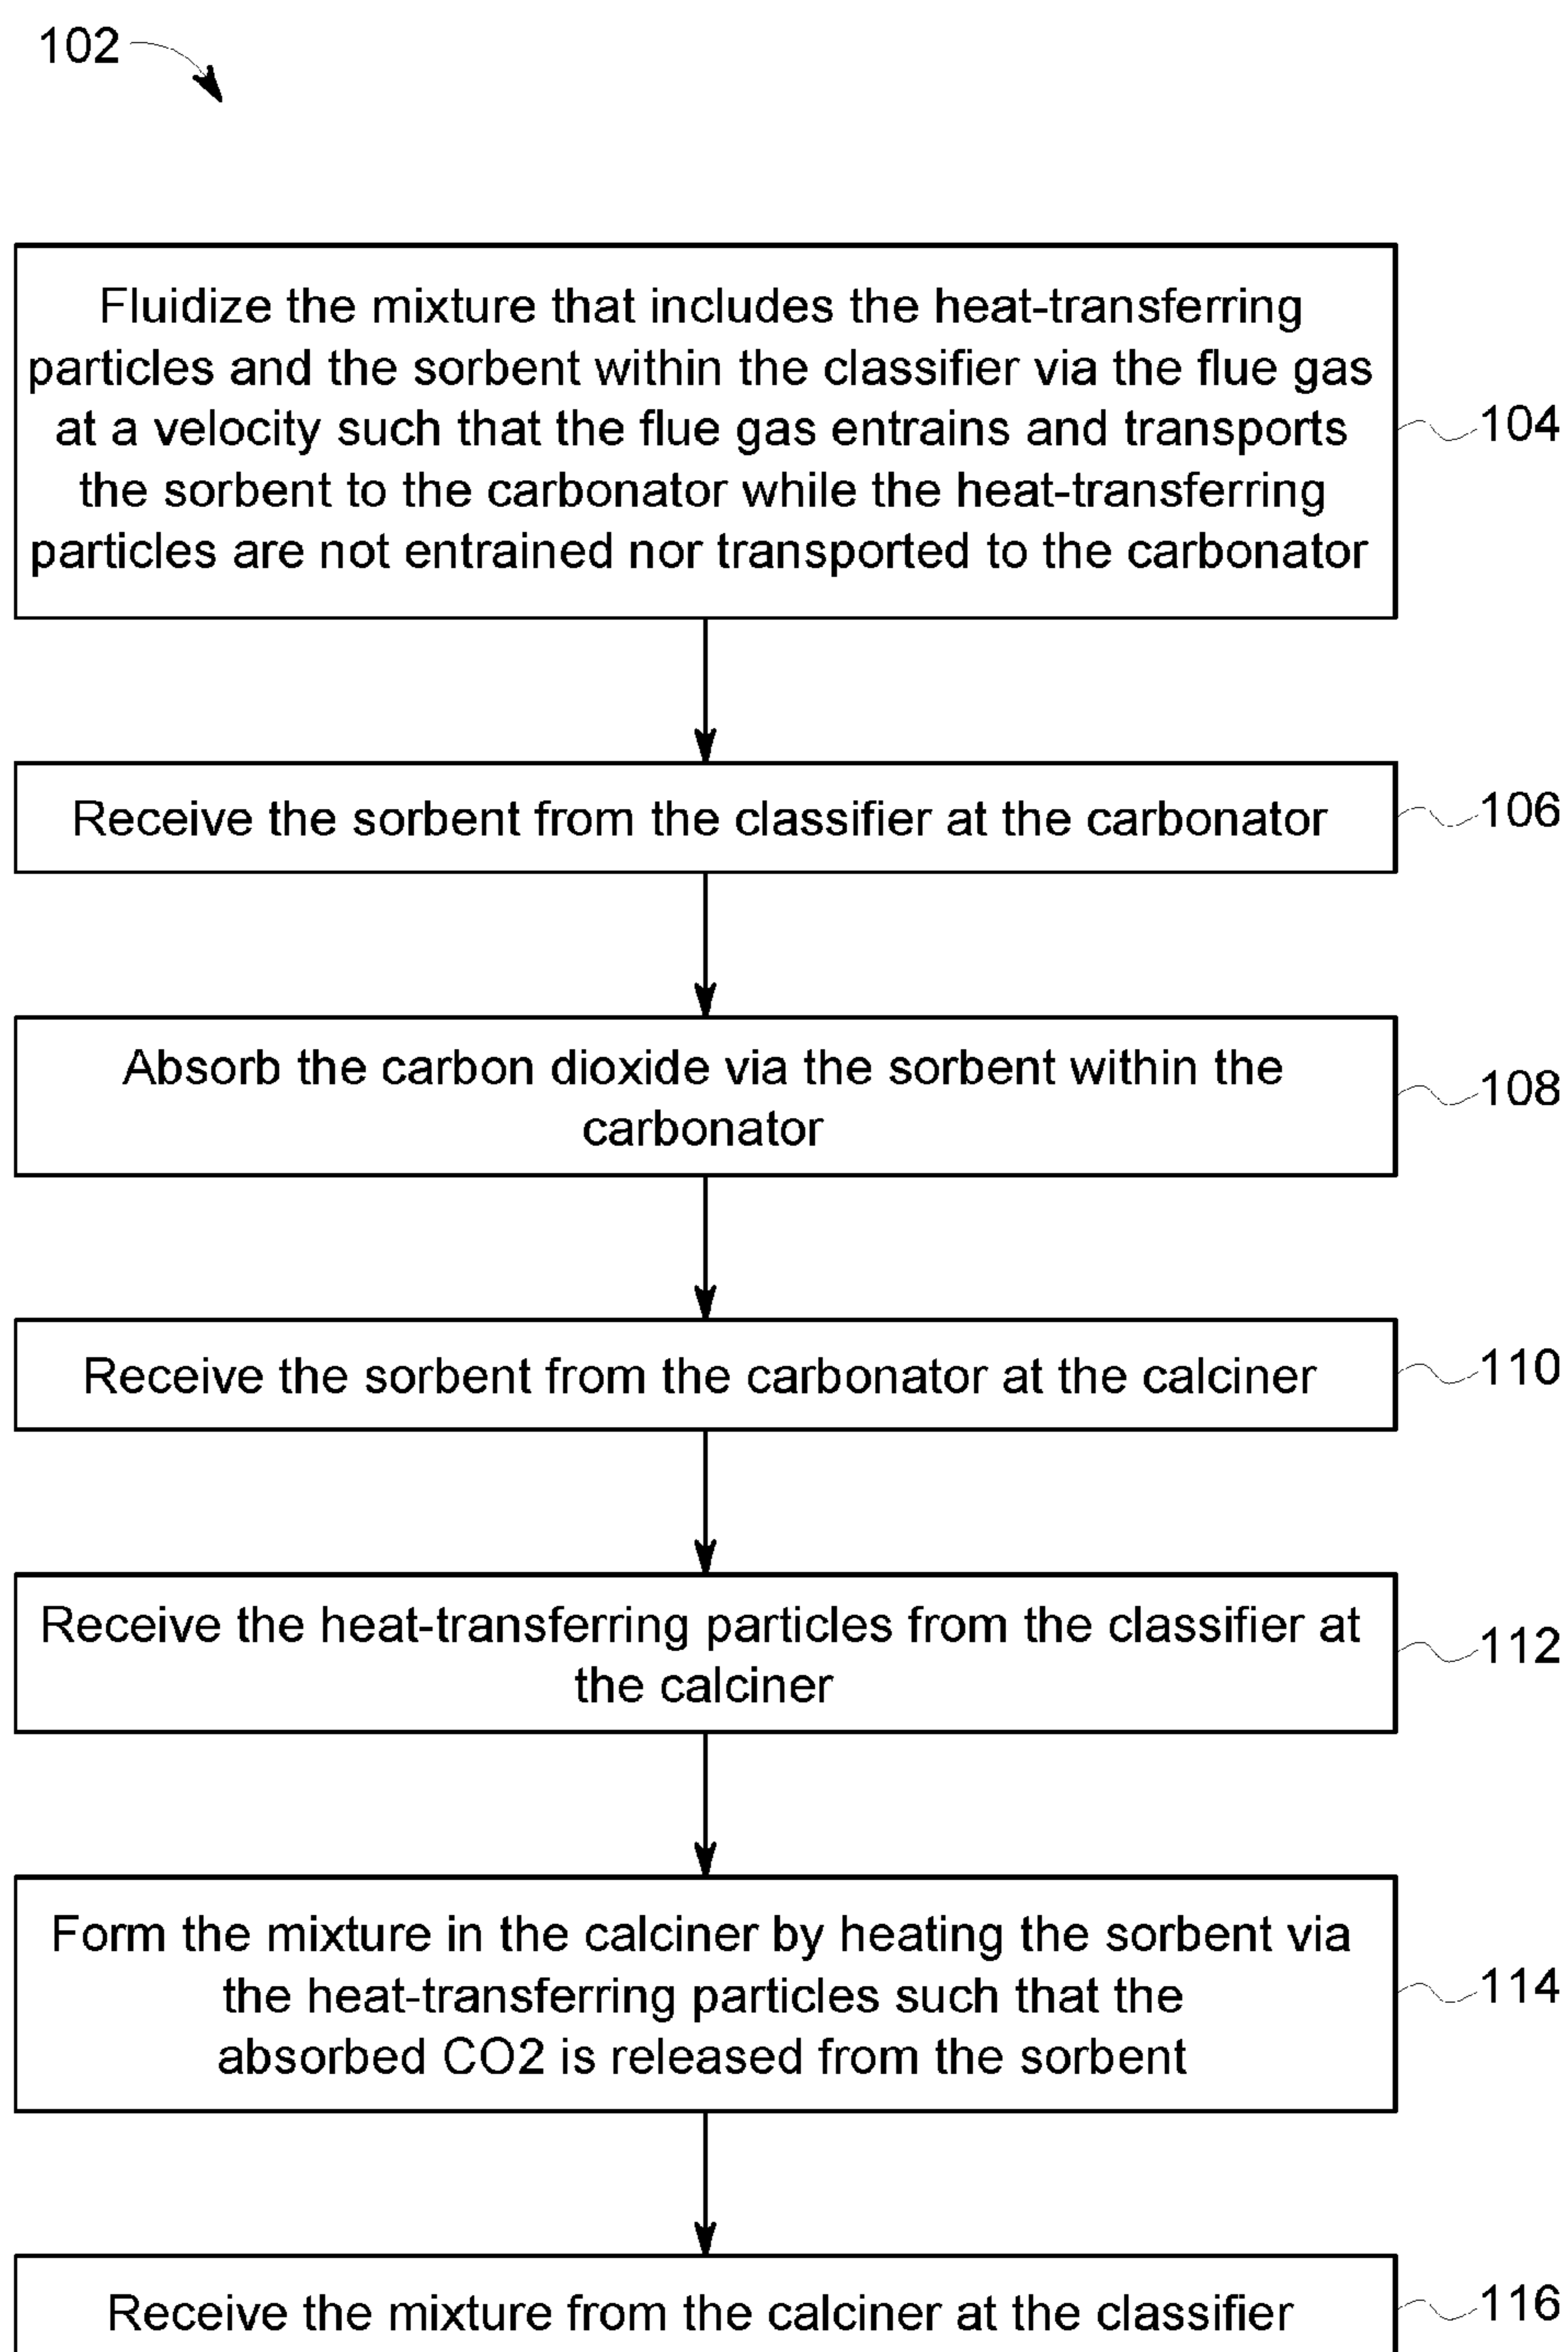 102
Fluidize the mixture that includes the heat-transferring
particles and the sorbent within the classifier via the flue gas
at a velocity such that the flue gas entrains and transports
the sorbent to the carbonator while the heat-transferring
particles are not entrained nor transported to the carbonator
104
Receive the sorbent from the classifier at the carbonator
106
Absorb the carbon dioxide via the sorbent within the
carbonator
108
Receive the sorbent from the carbonator at the calciner
110
Receive the heat-transferring particles from the classifier at
the calciner
112
Form the mixture in the calciner by heating the sorbent via
the heat-transferring particles such that the
absorbed CO2 is released from the sorbent
114
Receive the mixture from the calciner at the classifier
116